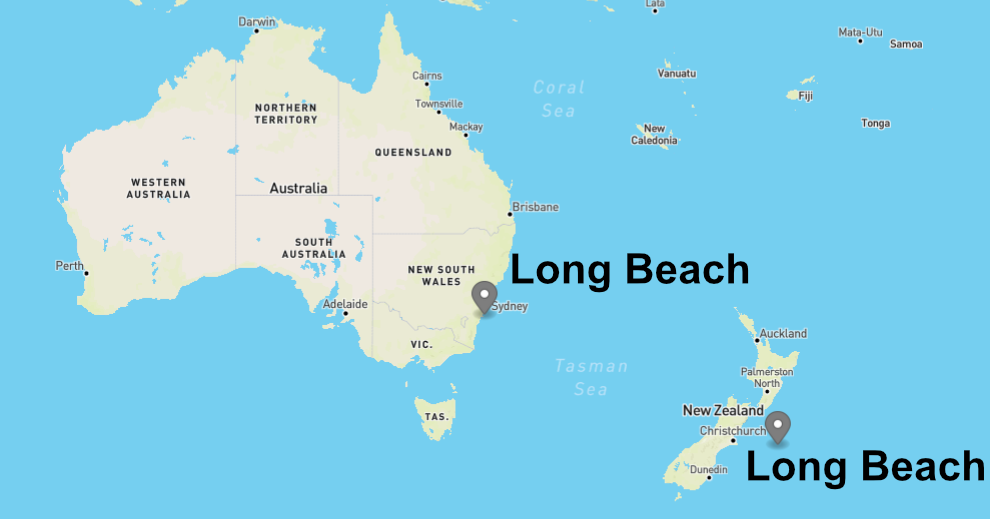 Lata
Darwin
Mata-Utu
Samoa
Cairns
Vanuatu
Coral
Sea
Fiji
Townsville
NORTHERN
TERRITORY
Mackay
New
Caledonia
Tonga
QUEENSLAND
WESTERN
AUSTRALIA
Australia
Brisbane
SOUTH
AUSTRALIA
Perth
NEW SOUTH
WALES
Long Beach
Adelaide
Sydney
VIC.
Auckland
Tasman
Sea
Palmerston
North
TAS.
New Zealand
Christchurch
Long Beach
Dunedin